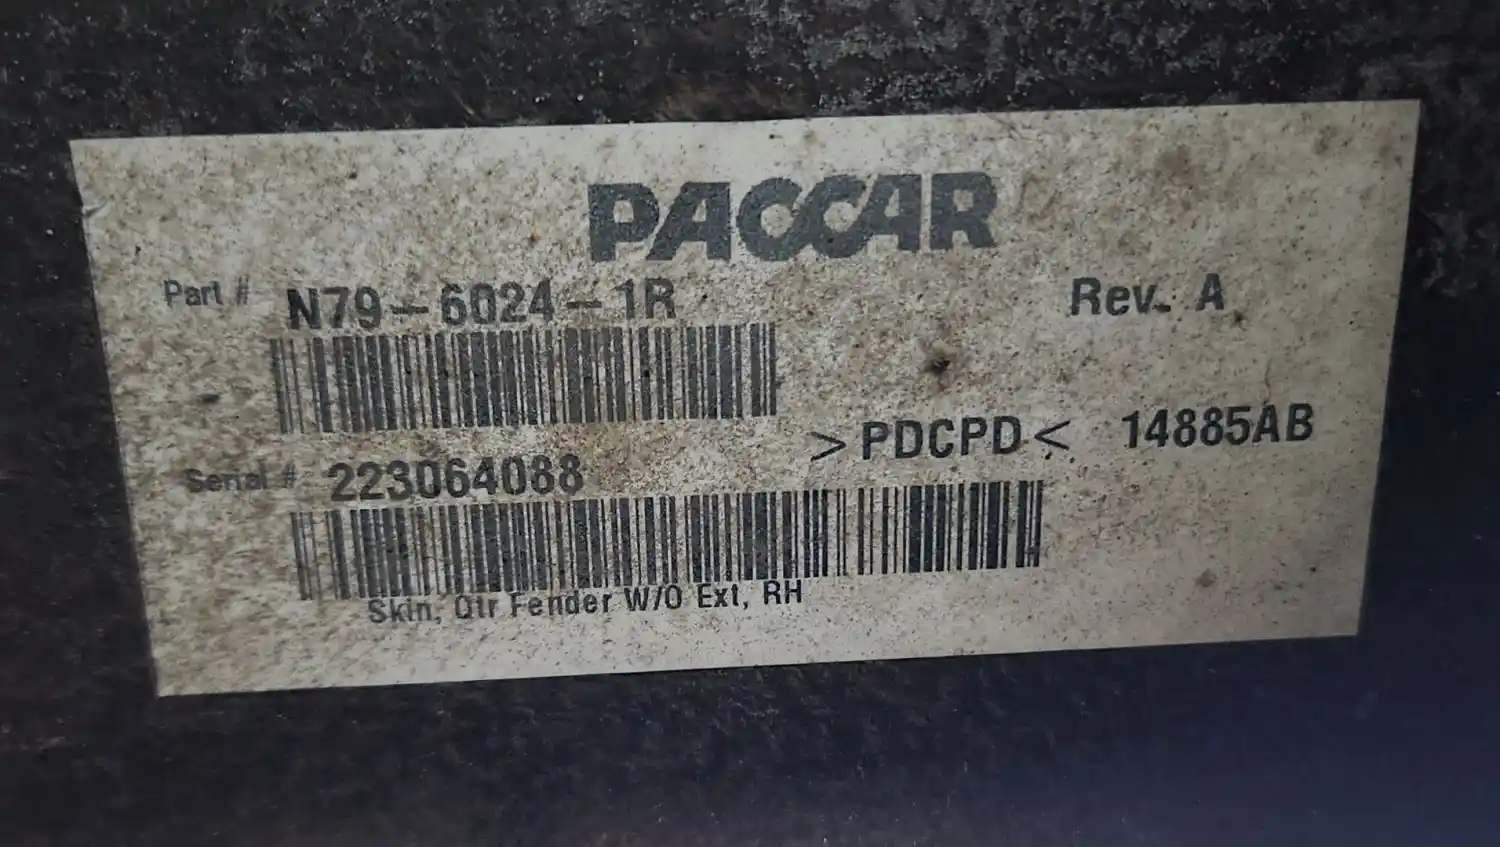 PACCAR
Part # N79-6024-1R Rev. A
>PDCPD< 14885AB
Serial # 223064088
Skin, Qtr Fender W/O Ext, RH